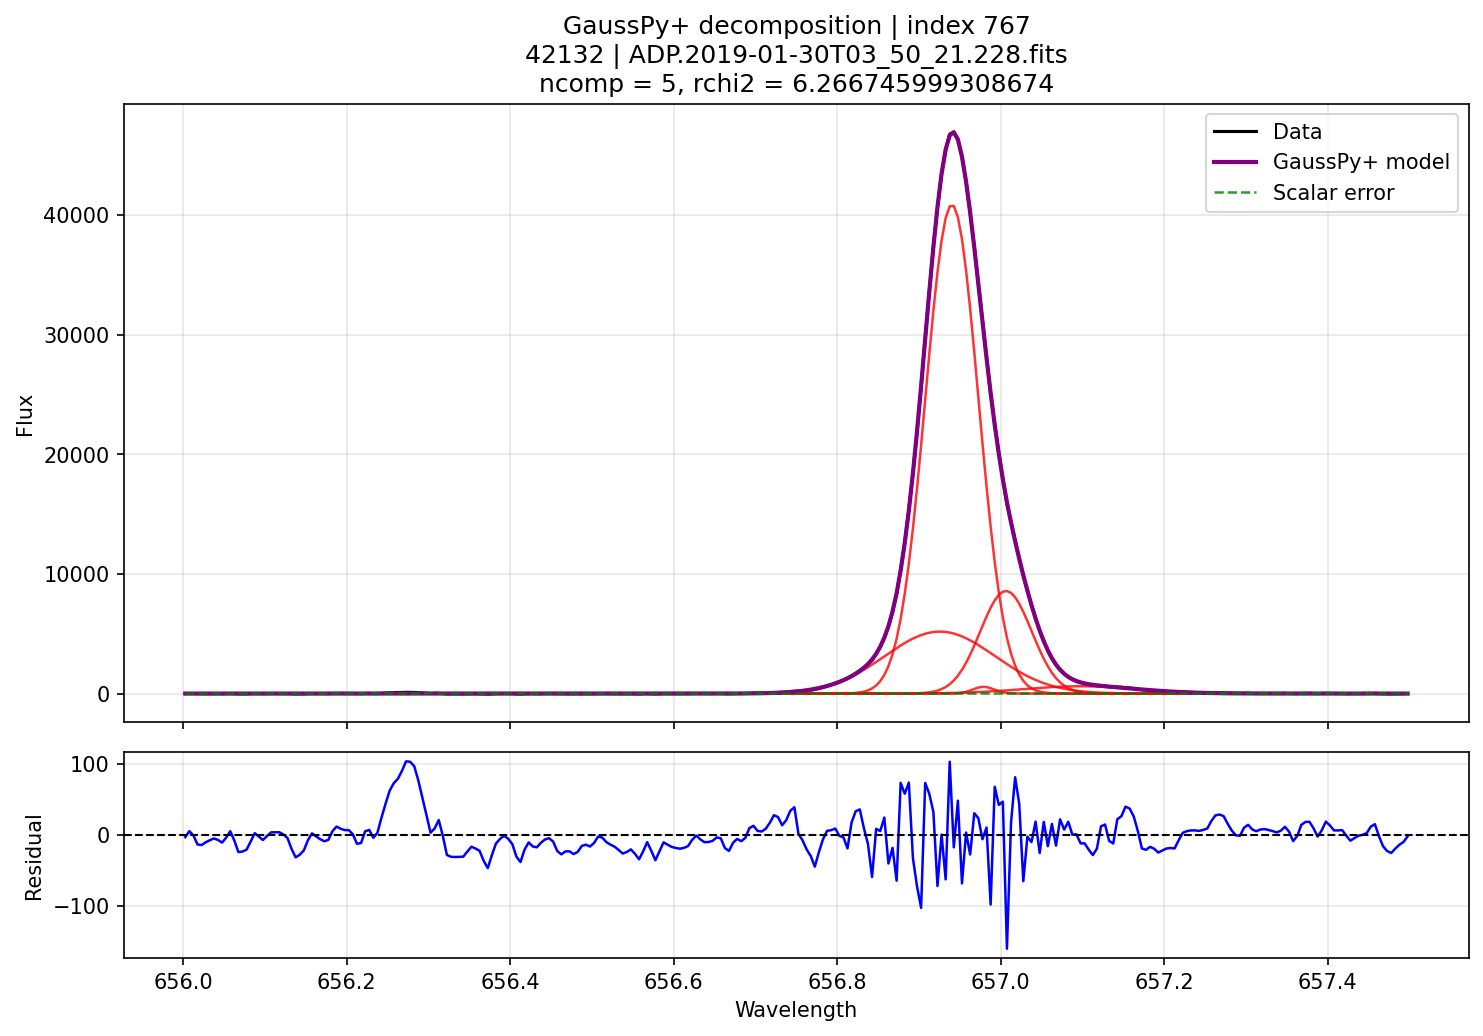 GaussPy+ decomposition | index 767
42132 | ADP.2019-01-30T03_50_21.228.fits
ncomp = 5, rchi2 = 6.266745999308674
Data
GaussPy+ model
Scalar error
Flux
40000
30000
20000
10000
0
Residual
100
0
−100
656.0
656.2
656.4
656.6
656.8
657.0
657.2
657.4
Wavelength